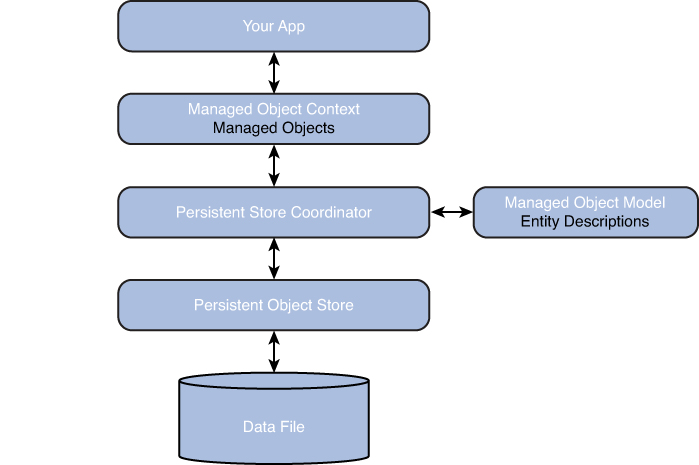 Your App
Managed Object Context
Managed Objects
Persistent Store Coordinator
Managed Object Model
Entity Descriptions
Persistent Object Store
Data File